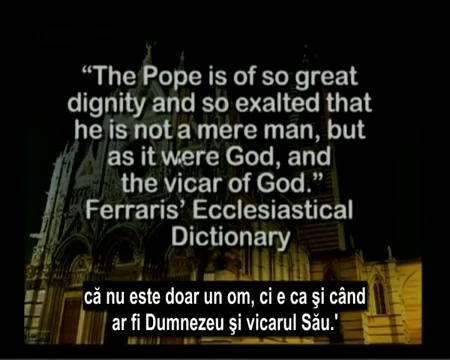 “The Pope is of so great
dignity and so exalted that
he is not a mere man, but
as it were God, and
the vicar of God.”
Ferraris’ Ecclesiastical
Dictionary
că nu este doar un om, ci e ca şi când
ar fi Dumnezeu şi vicarul Său.'